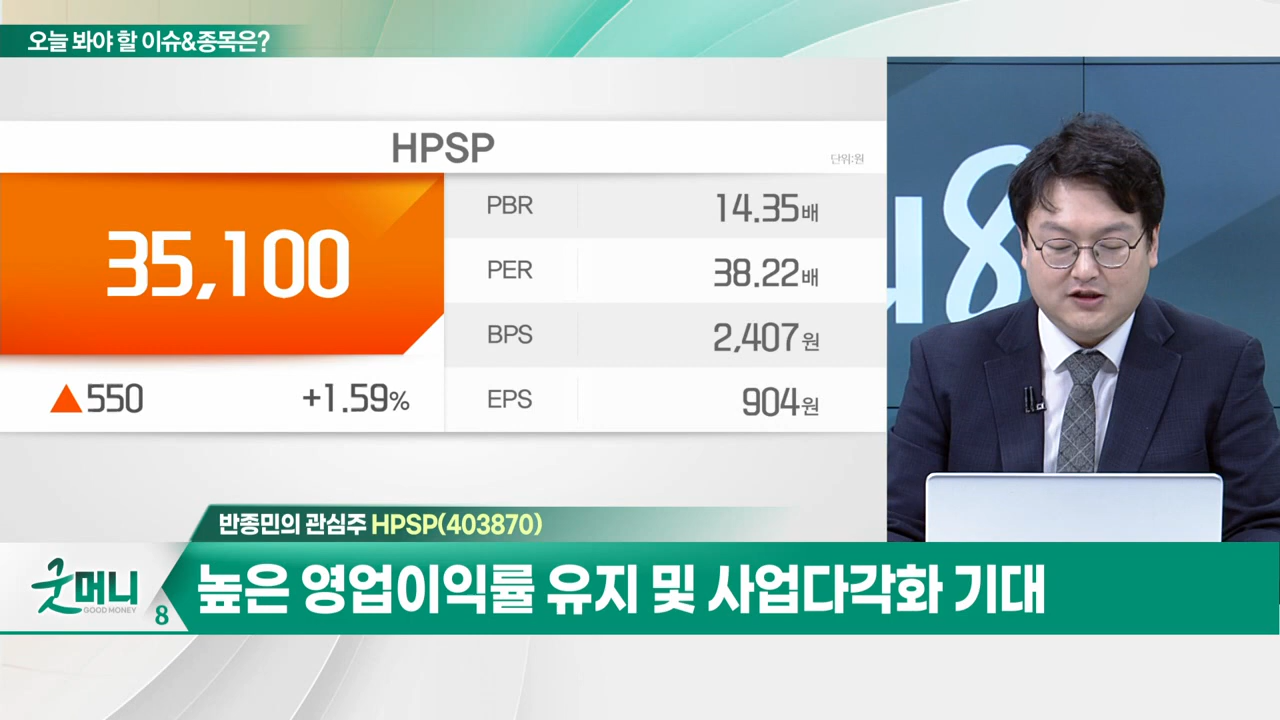 오늘 봐야 할 이슈&종목은?
HPSP
단위:원
35,100
▲550 +1.59%
PBR 14.35배
PER 38.22배
BPS 2,407원
EPS 904원
8
반종민의 관심주 HPSP(403870)
굿머니
GOOD MONEY
8
높은 영업이익률 유지 및 사업다각화 기대